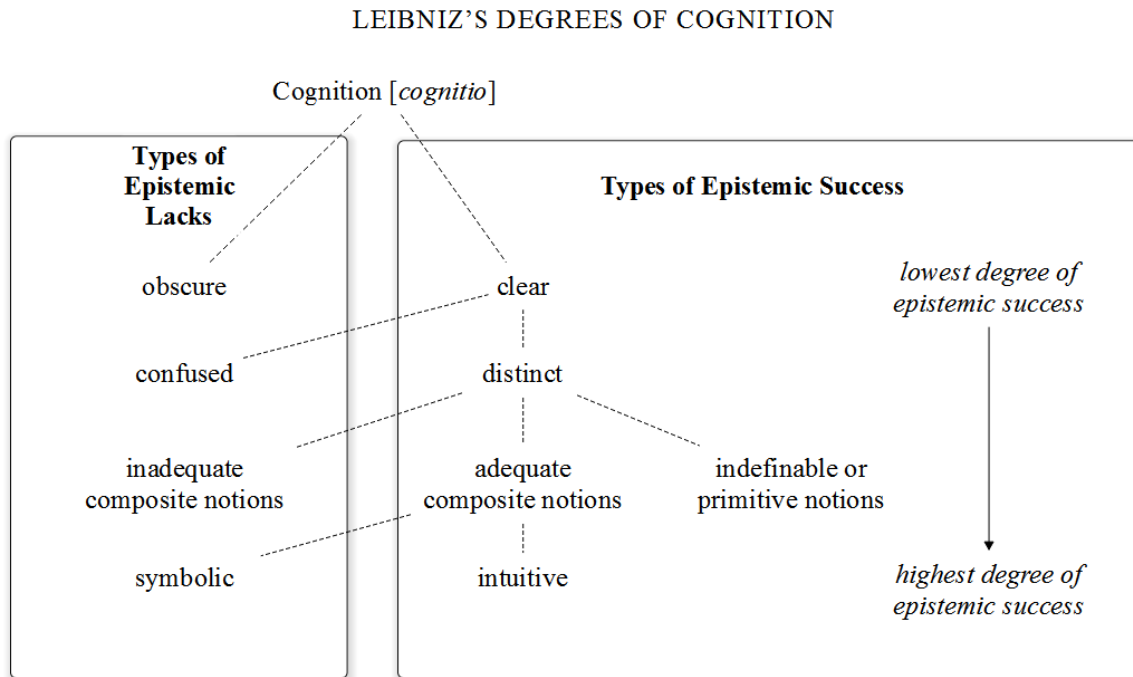 LEIBNIZ’S DEGREES OF COGNITION
Cognition [cognitio]
Types of
Epistemic
Lacks
Types of Epistemic Success
obscure
clear
lowest degree of
epistemic success
confused
distinct
inadequate
composite notions
adequate
composite notions
indefinable or
primitive notions
symbolic
intuitive
highest degree of
epistemic success